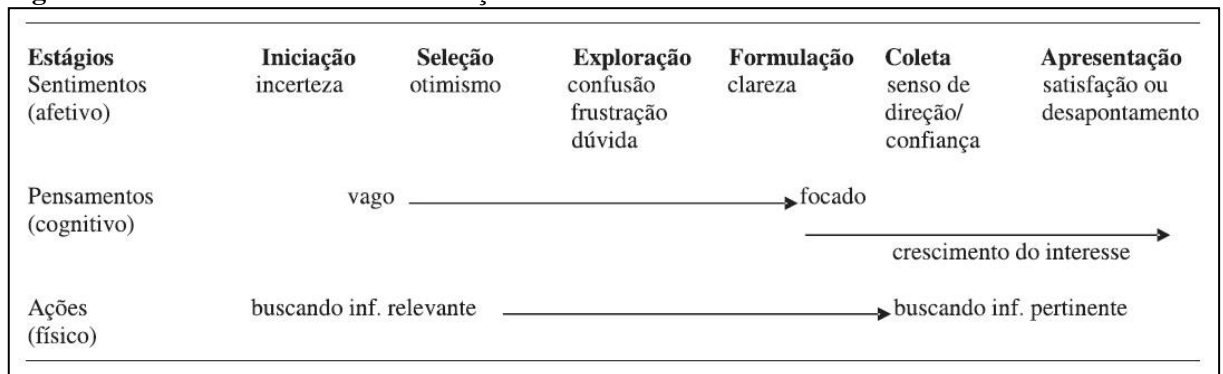 Estágios Iniciação Seleção Exploração Formulação Coleta Apresentação
Sentimentos incerteza otimismo confusão clareza senso de satisfação ou
(afetivo) frustração direção/ desapontamento
dúvida confiança
Pensamentos vago focado
(cognitivo)
crescimento do interesse
Ações buscando inf. relevante buscando inf. pertinente
(físico)